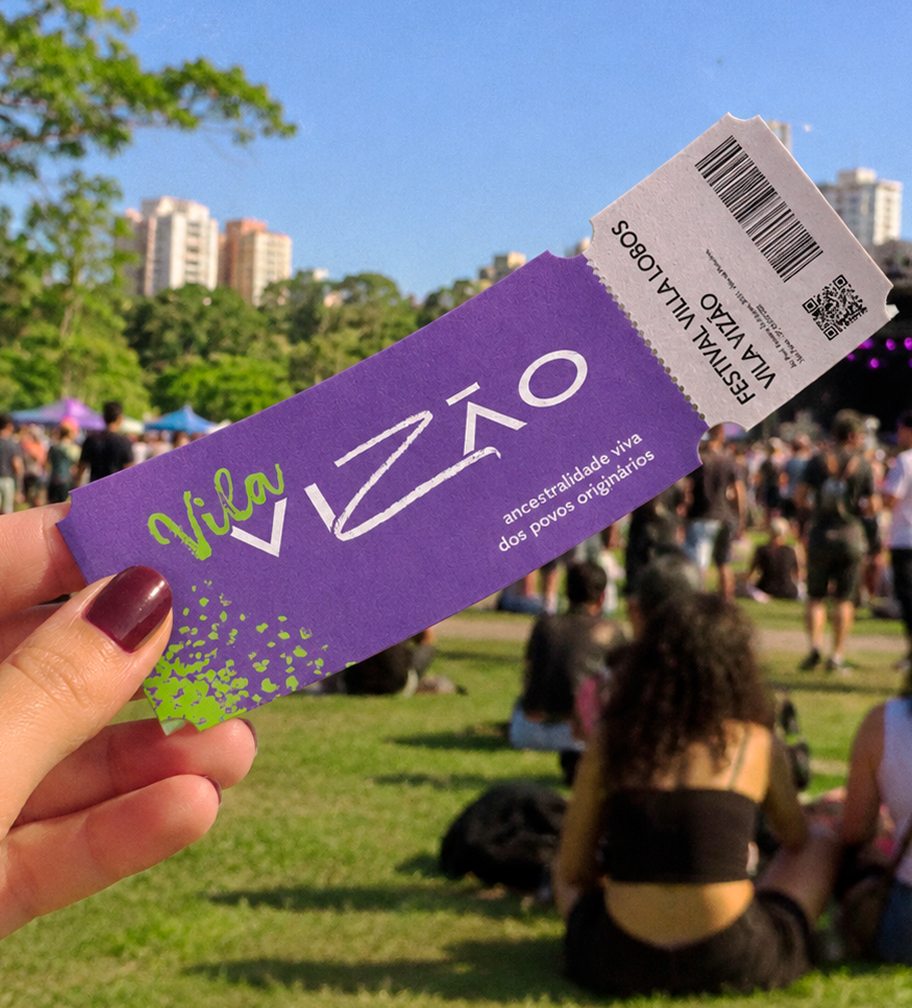 Vila
VIZÃO
ancestralidade viva
dos povos originários
FESTIVAL VILLA LOBOS
VILA VIZÃO